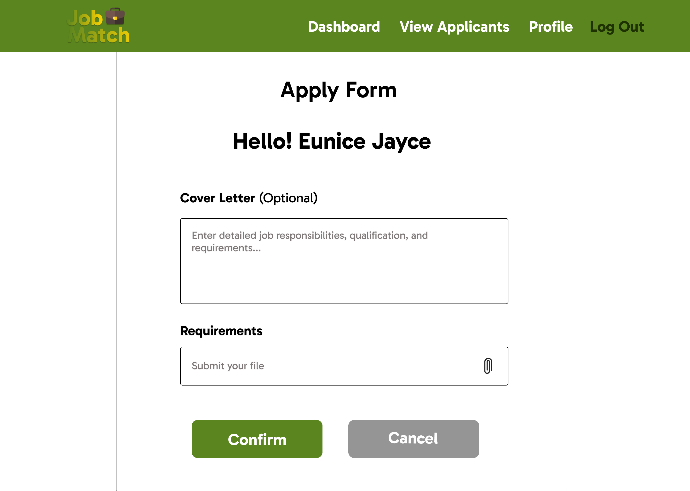 Job
Match
Dashboard View Applicants Profile Log Out
Apply Form
Hello! Eunice Jayce
Cover Letter (Optional)
Enter detailed job responsibilities, qualification, and
requirements...
Requirements
Submit your file
Confirm Cancel